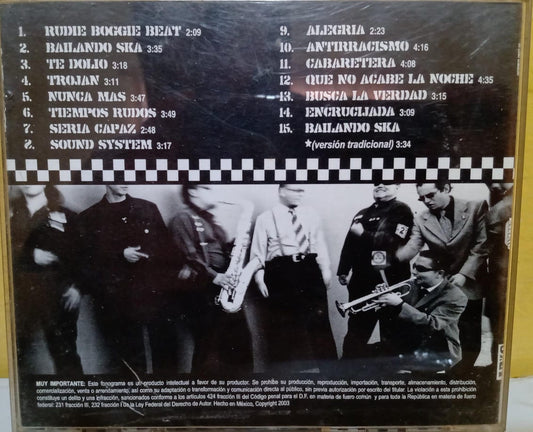 1. RUDIE BOGGIE BEAT 2:09
2. BAILANDO SKA 3:35
3. TE DOLIO 3:18
4. TROJAN 3:11
5. NUNCA MAS 3:47
6. TIEMPOS RUDOS 3:49
7. SERIA CAPAZ 2:48
8. SOUND SYSTEM 3:17
9. ALEGRIA 2:23
10. ANTIRRACISMO 4:16
11. CABARETERA 4:08
12. QUE NO ACABE LA NOCHE 4:35
13. BUSCA LA VERDAD 3:15
14. ENCRUCIJADA 3:09
15. BAILANDO SKA
*(versión tradicional) 3:34
MUY IMPORTANTE: Este fonograma es un producto intelectual a favor de su productor. Se prohibe su producción, reproducción, importación, transporte, almacenamiento, distribución,
comercialización, venta o arrendamiento; así como su adaptación o transformación y comunicación directa al público, sin previa autorización por escrito del titular. La violación a esta prohibición
constituye un delito y una infracción, sancionados conforme a los artículos 424 fracción III del Código penal para el D.F. en materia de fuero común y para toda la República en materia de fuero
federal: 231 fracción III, 232 fracción I de la Ley Federal del Derecho de Autor. Hecho en México, Copyright 2003